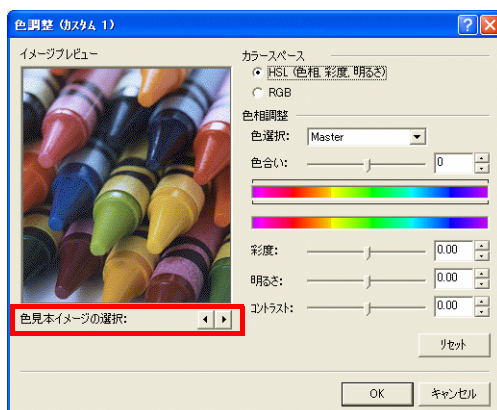 色調整 (カスタム 1)
イメージプレビュー
色見本イメージの選択:
カラースペース
HSL (色相, 彩度, 明るさ)
RGB
色相調整
色選択: Master
色合い: 0
彩度: 0.00
明るさ: 0.00
コントラスト: 0.00
リセット
OK キャンセル